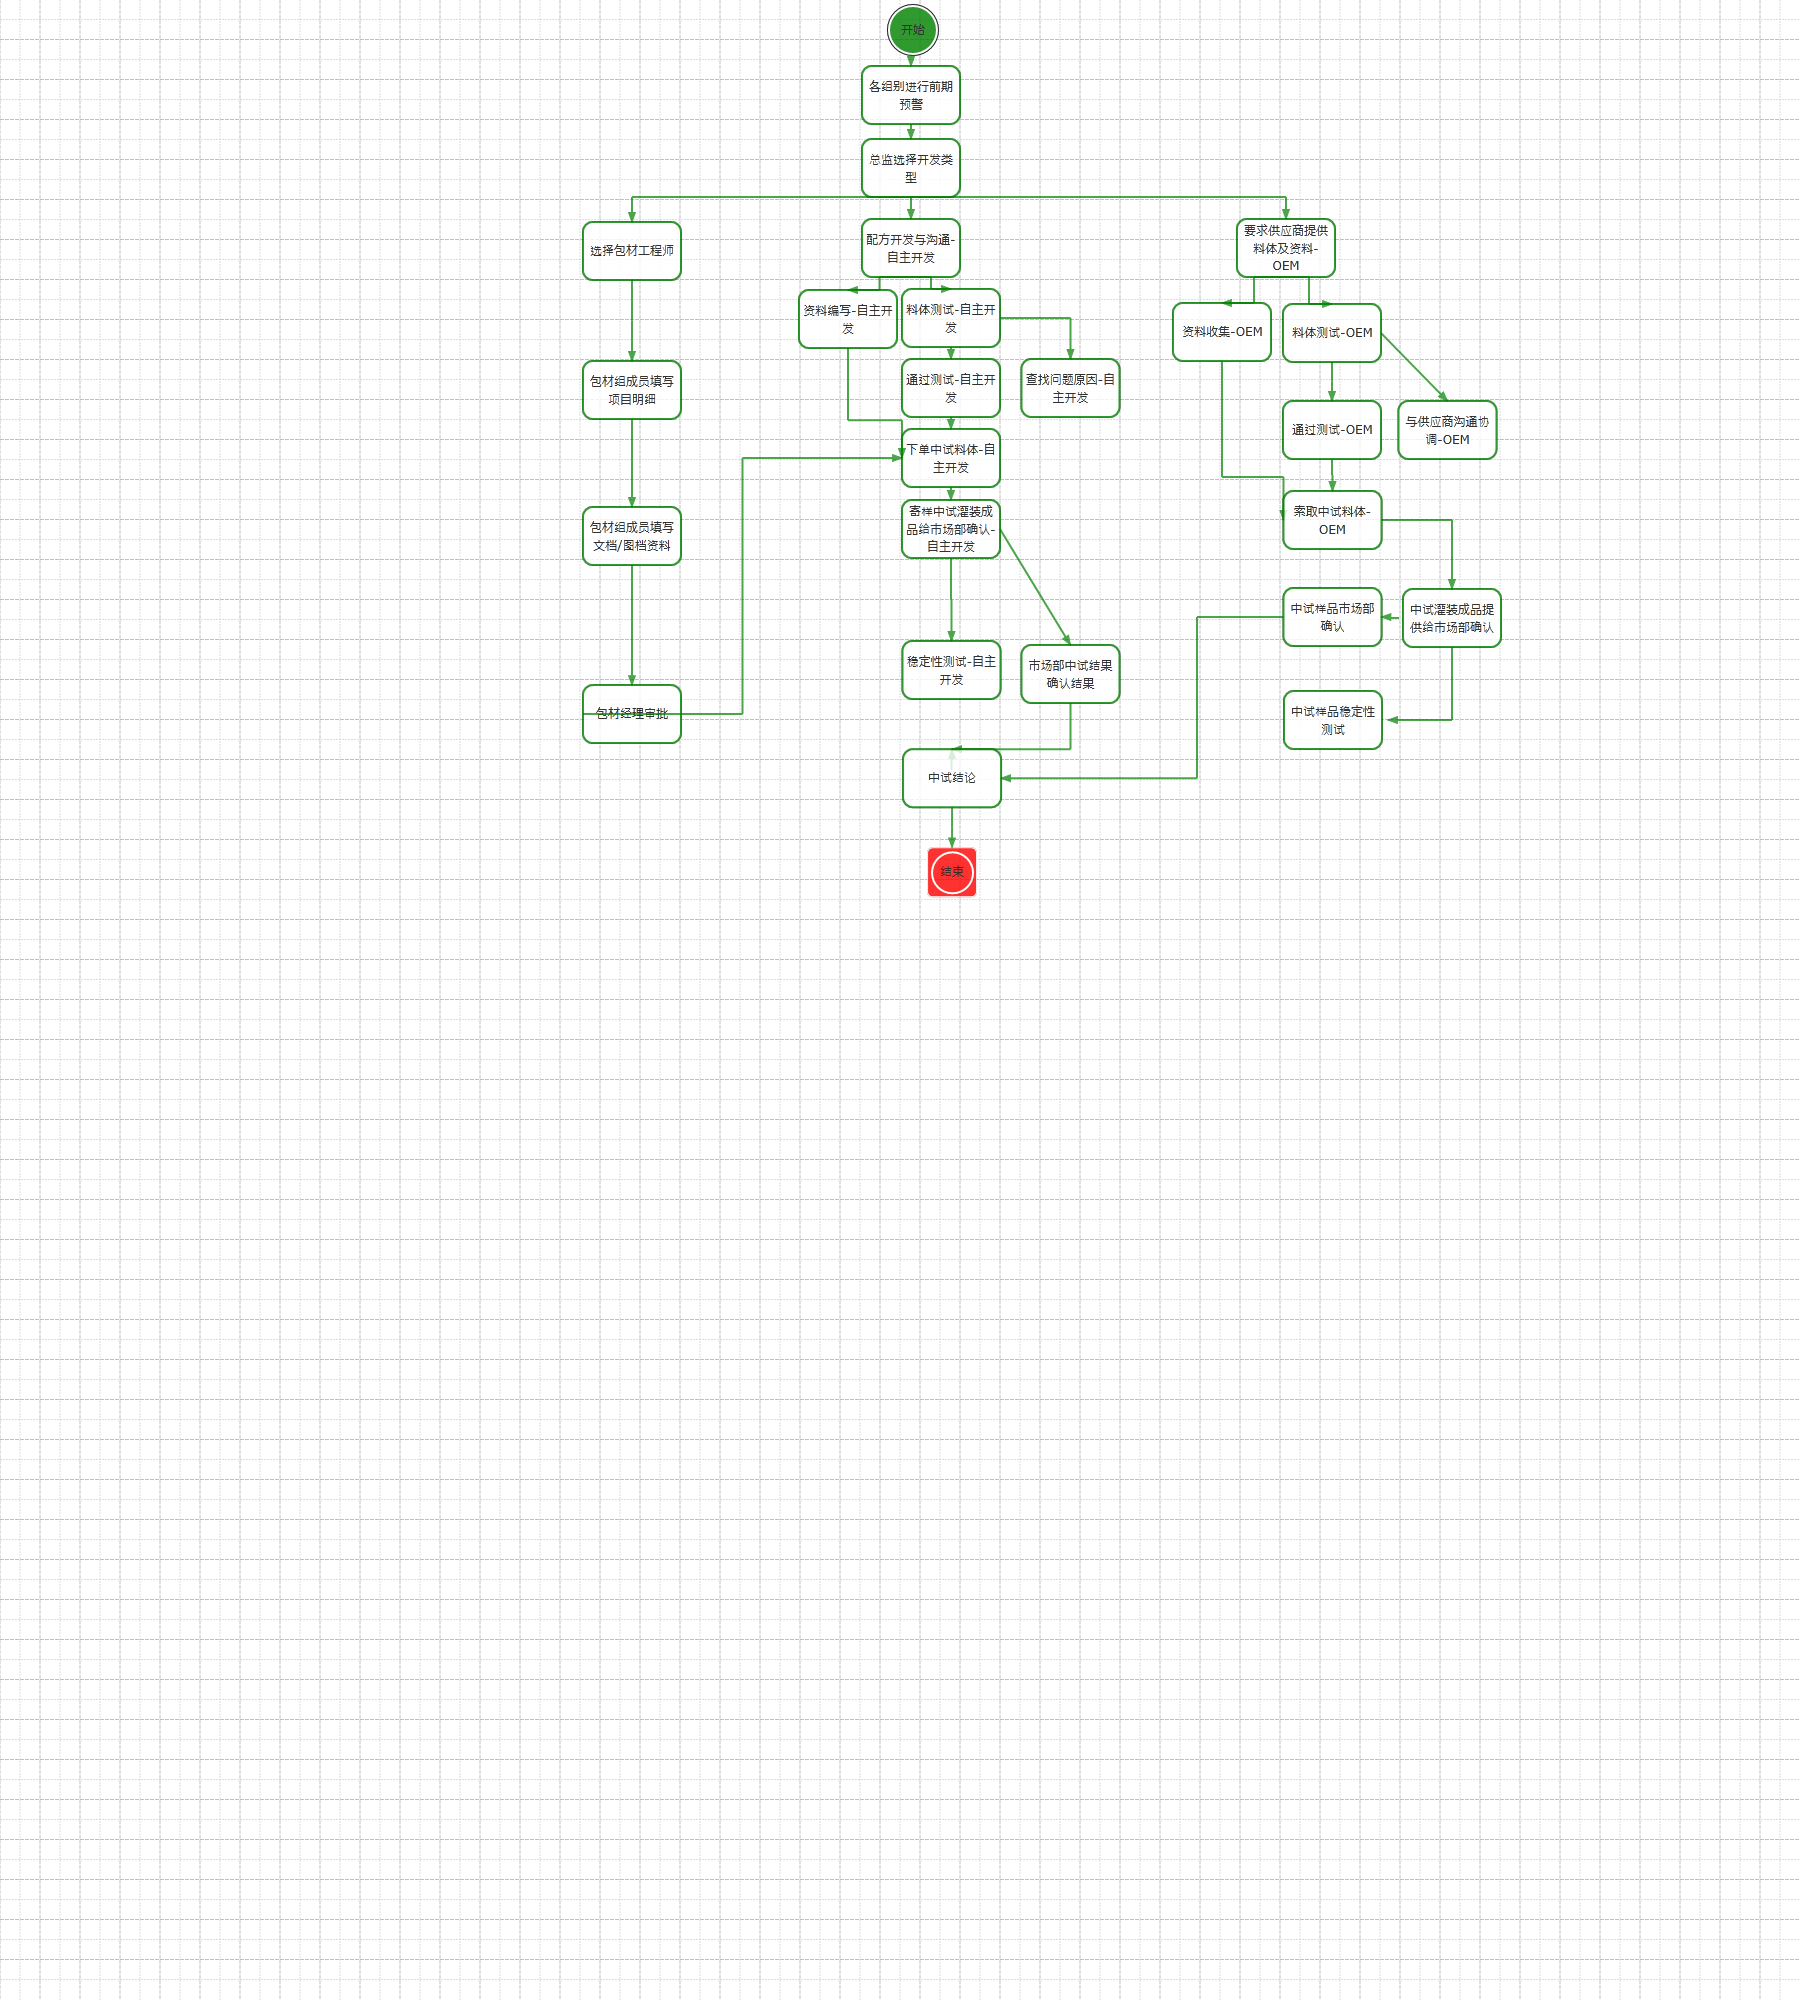 开始
各组别进行前期
预警
总监选择开发类
型
选择包材工程师
配方开发与沟通-
自主开发
要求供应商提供
料体及资料-
OEM
资料编写-自主开
发
料体测试-自主开
发
资料收集-OEM
料体测试-OEM
包材组成员填写
项目明细
通过测试-自主开
发
查找问题原因-自
主开发
通过测试-OEM
与供应商沟通协
调-OEM
下单中试料体-自
主开发
包材组成员填写
文档/图档资料
寄样中试灌装成
品给市场部确认-
自主开发
索取中试料体-
OEM
中试样品市场部
确认
中试灌装成品提
供给市场部确认
稳定性测试-自主
开发
市场部中试结果
确认结果
包材经理审批
中试样品稳定性
测试
中试结论
结束